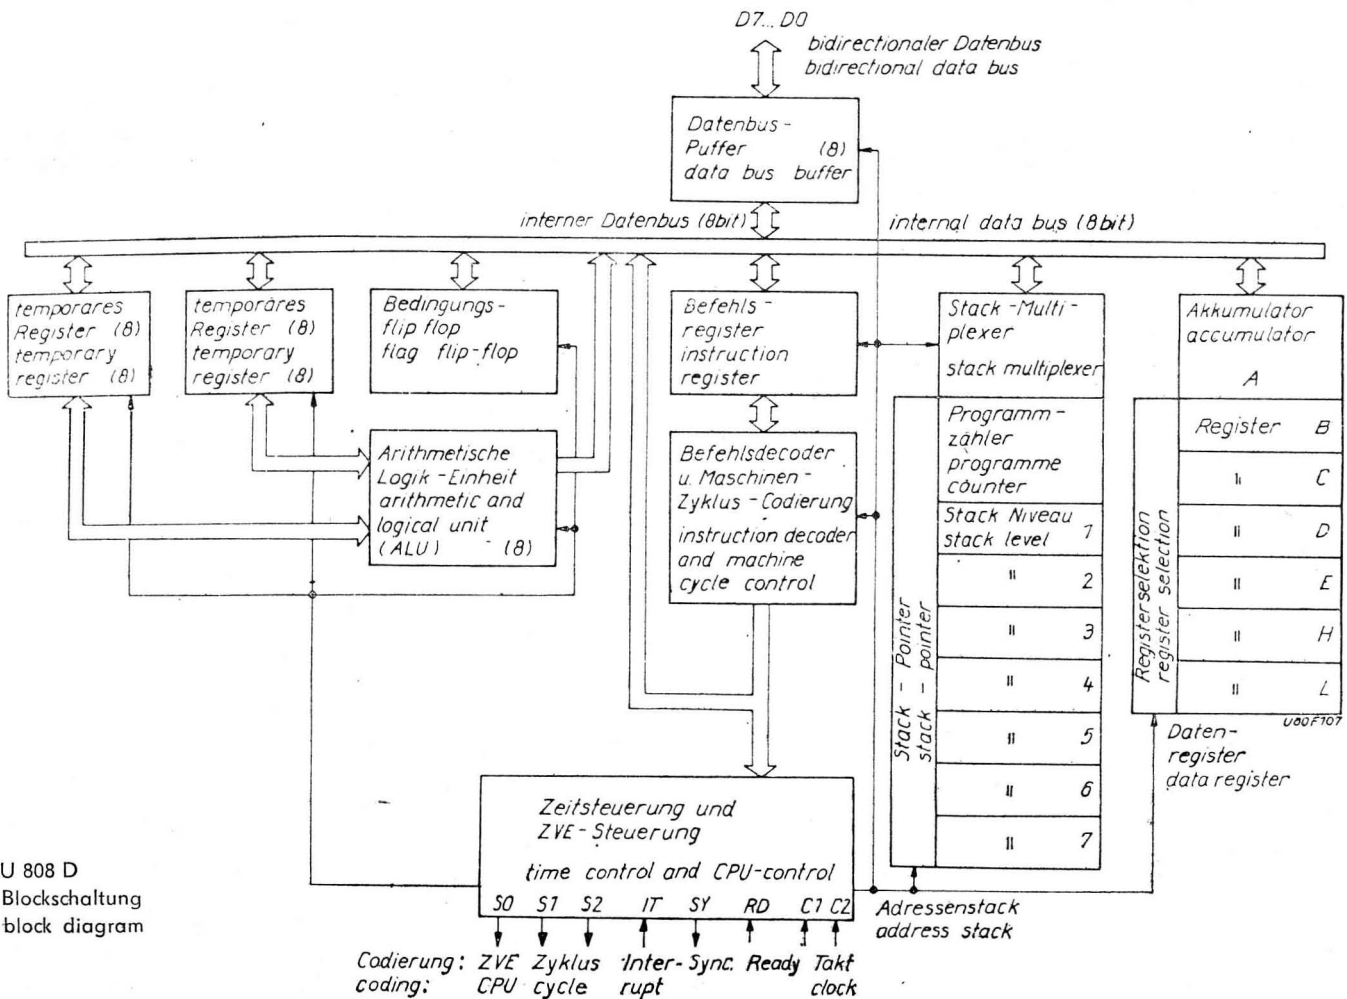 D7... D0
bidirectionaler Datenbus
bidirectional data bus
Datenbus -
Puffer (8)
data bus buffer
interner Datenbus (8bit)
internal data bus (8bit)
temporares
Register (8)
temporary
register (8)
temporäres
Register (8)
temporary
register (8)
Bedingungs-
flip flop
flag flip-flop
Befehls -
register
instruction
register
Stack - Multi -
plexer
stack multiplexer
Akkumulator
accumulator
A
Arithmetische
Logik - Einheit
arithmetic and
logical unit
(ALU) (8)
Befehlsdecoder
u. Maschinen -
Zyklus - Codierung
instruction decoder
and machine
cycle control
Stack - Pointer
stack - pointer
Programm -
zähler
programme
counter
Stack Niveau
stack level 1
" 2
" 3
" 4
" 5
" 6
" 7
Registerselektion
register selection
Register B
" C
" D
" E
" H
" L
U80F107
Daten-
register
data register
Zeitsteuerung und
ZVE - Steuerung
time control and CPU-control
S0 S1 S2 IT SY RD C1 C2
Adressenstack
address stack
Codierung: ZVE Zyklus Inter- Sync. Ready Takt
coding: CPU cycle rupt clock
U 808 D
Blockschaltung
block diagram